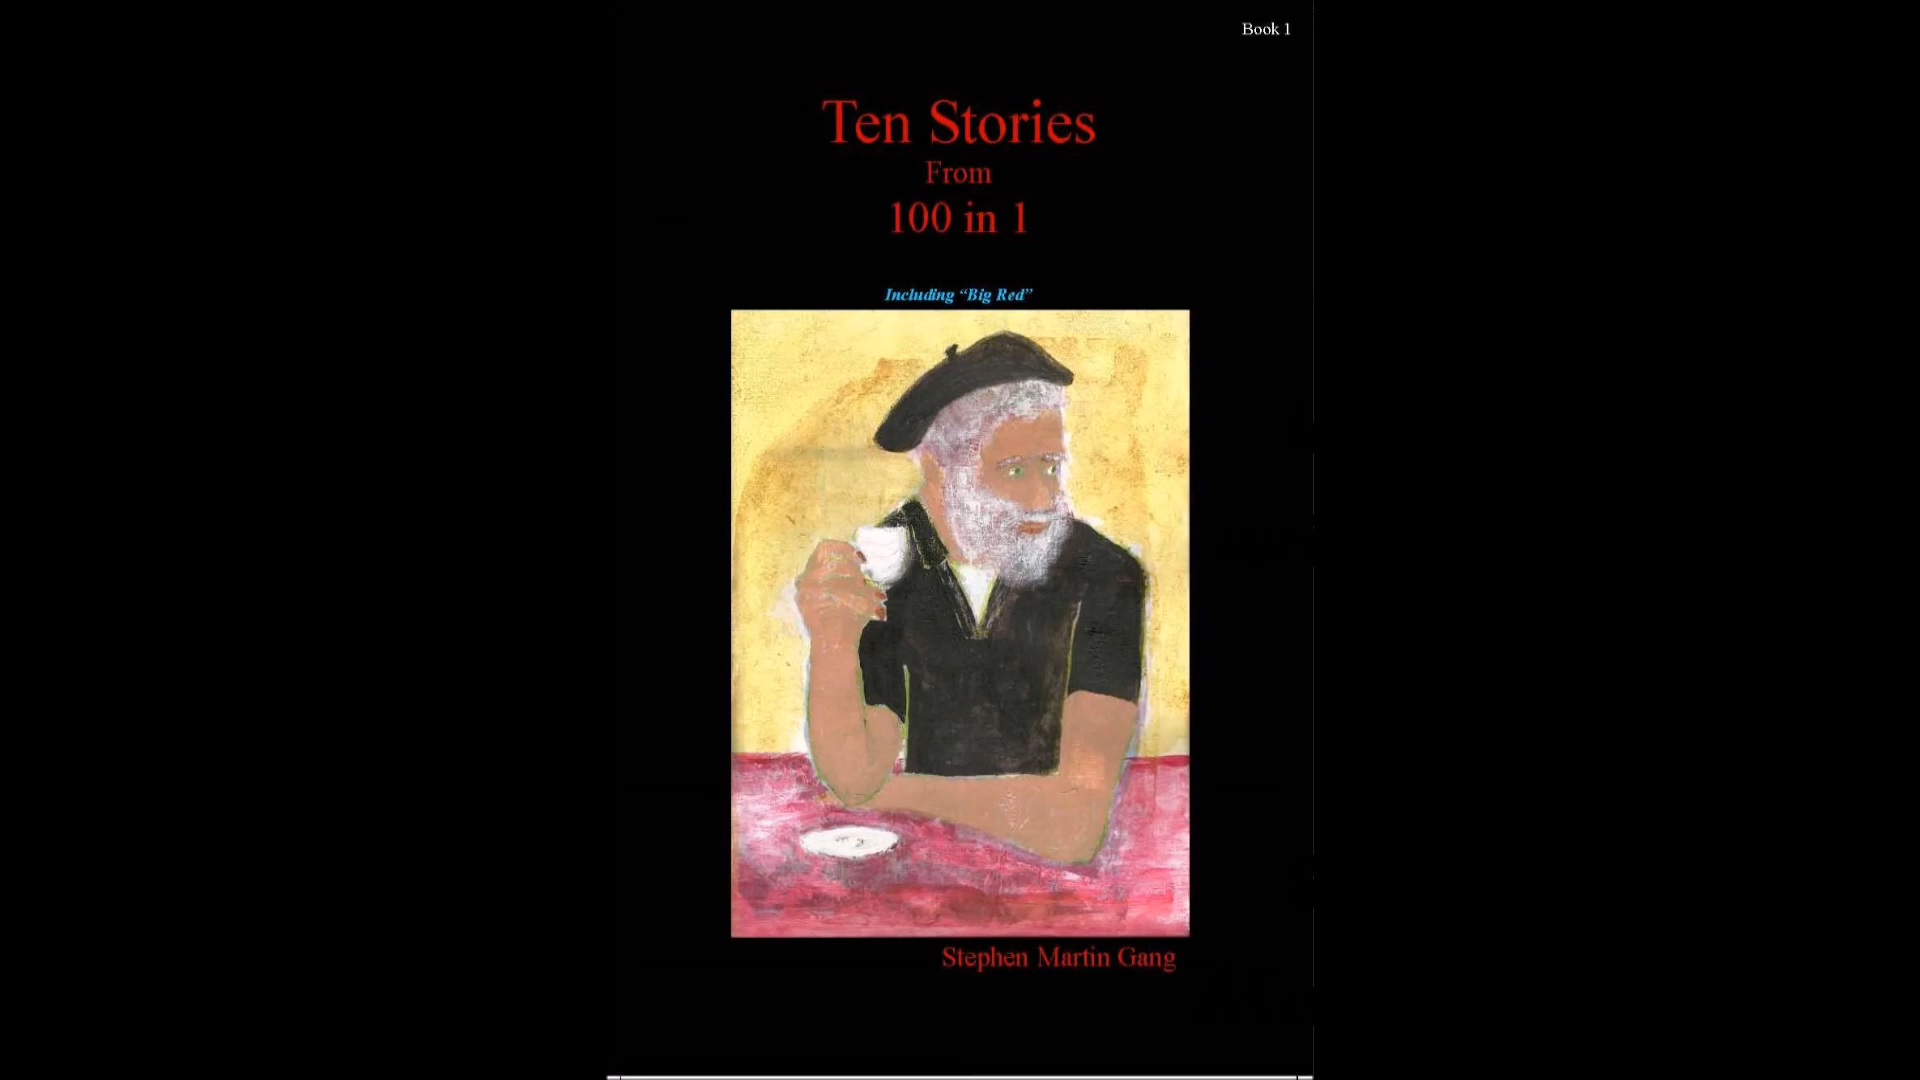 Book 1
Ten Stories
From
100 in 1
Including “Big Red”
Stephen Martin Gang